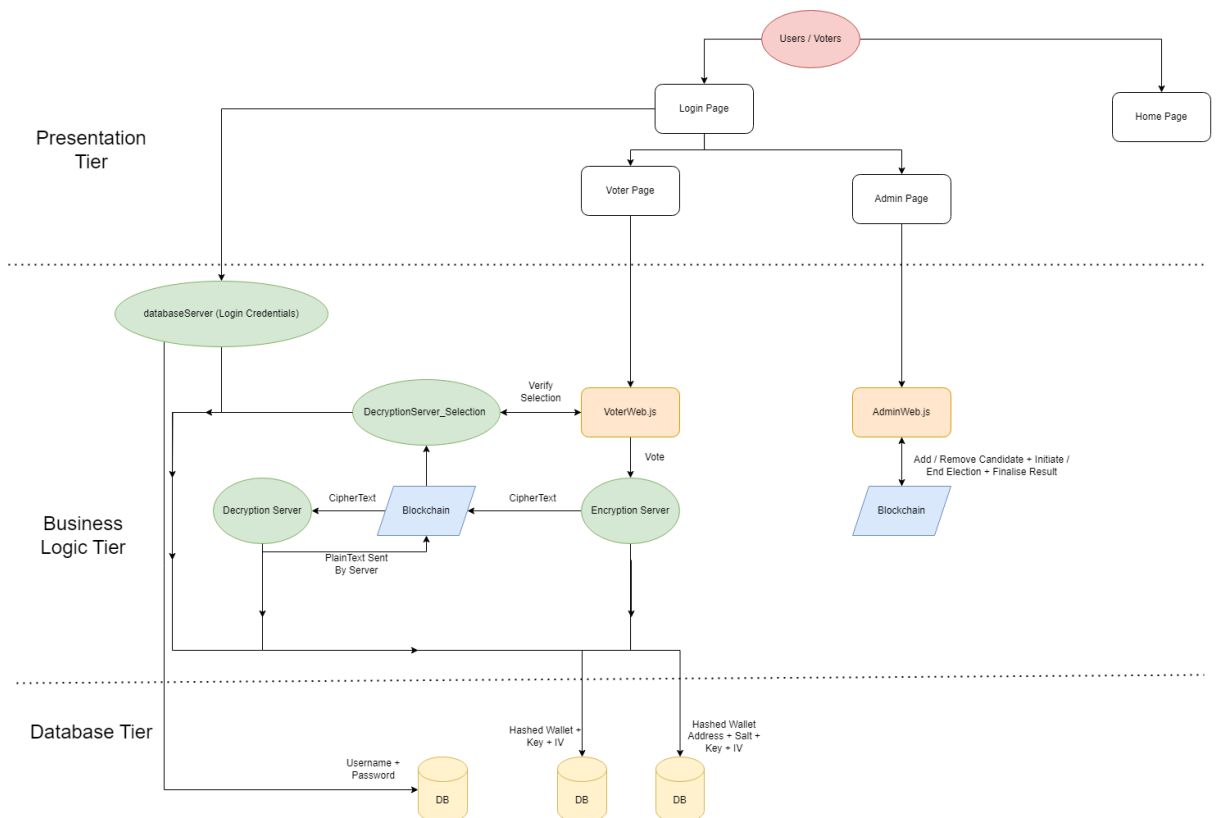 Users / Voters
Login Page
Home Page
Presentation
Tier
Voter Page
Admin Page
databaseServer (Login Credentials)
Verify
Selection
DecryptionServer_Selection
VoterWeb.js
AdminWeb.js
Vote
Add / Remove Candidate + Initiate /
End Election + Finalise Result
CipherText
CipherText
Decryption Server
Blockchain
Encryption Server
Blockchain
Business
Logic Tier
PlainText Sent
By Server
Database Tier
Hashed Wallet +
Key + IV
Hashed Wallet
Address + Salt +
Key + IV
Username +
Password
DB
DB
DB